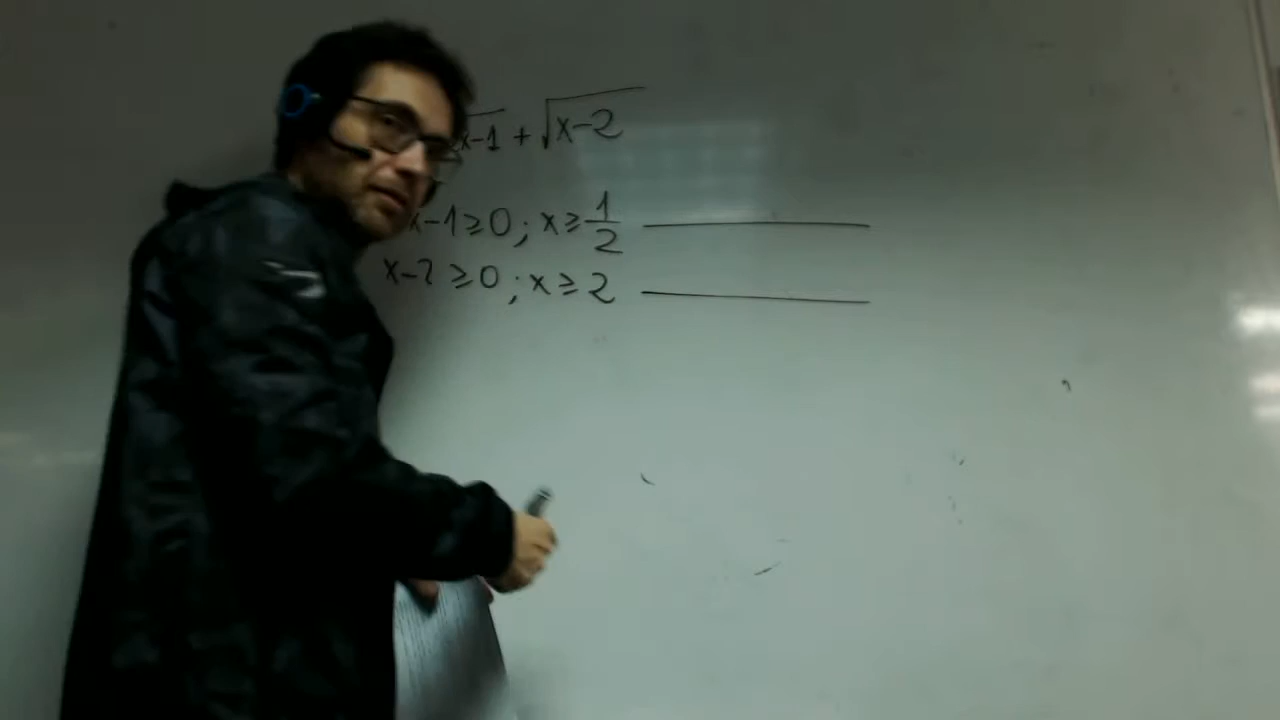 x-1 + √x-2
x-1≥0; x≥1/2
x-2≥0; x≥2